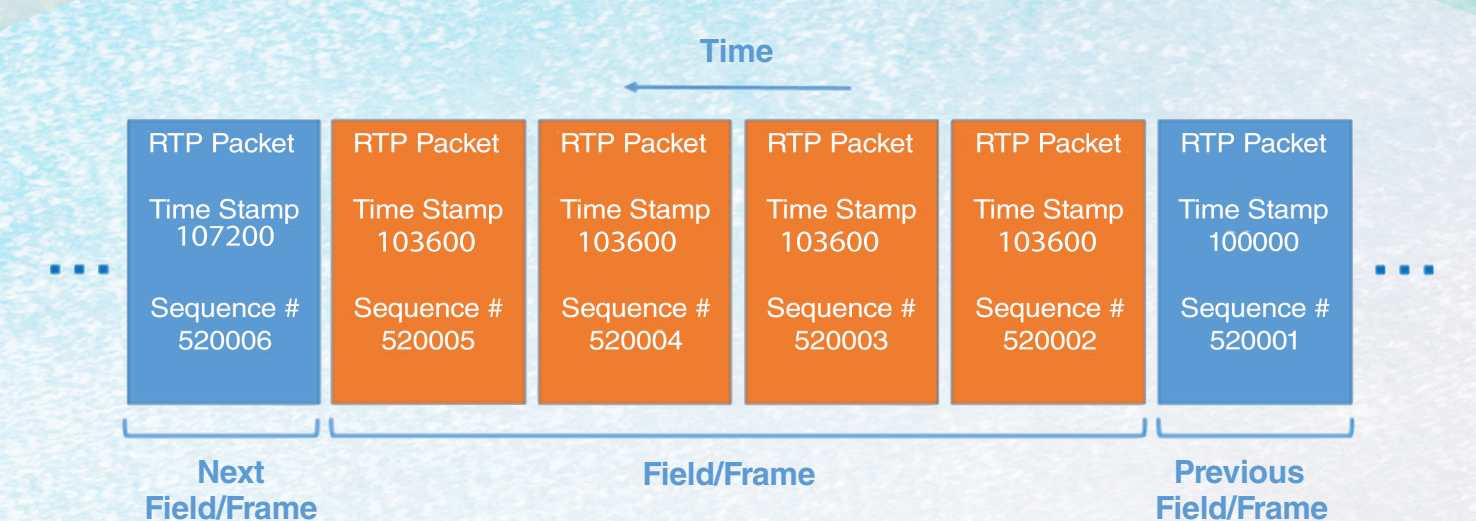 Time
RTP Packet
Time Stamp
107200
Sequence #
520006
RTP Packet
Time Stamp
103600
Sequence #
520005
RTP Packet
Time Stamp
103600
Sequence #
520004
RTP Packet
Time Stamp
103600
Sequence #
520003
RTP Packet
Time Stamp
103600
Sequence #
520002
RTP Packet
Time Stamp
100000
Sequence #
520001
Next
Field/Frame
Field/Frame
Previous
Field/Frame